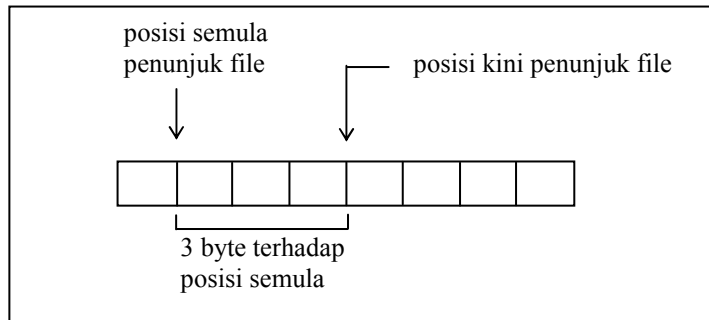 posisi semula
penunjuk file
posisi kini penunjuk file
3 byte terhadap
posisi semula